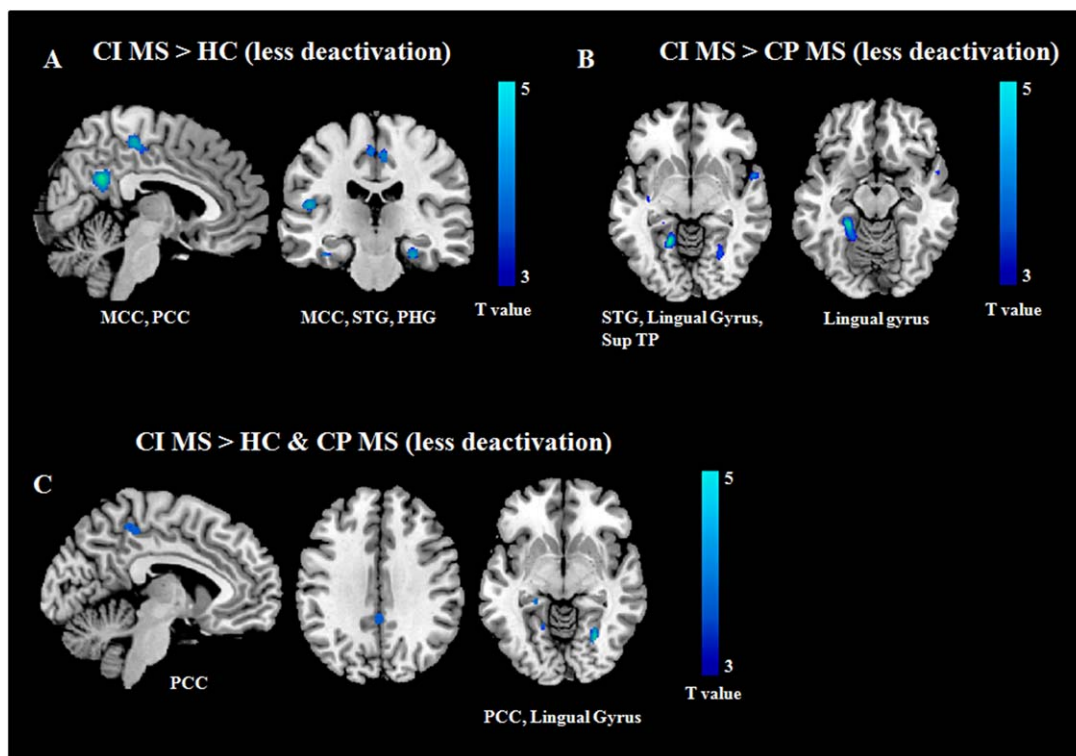 A
CI MS > HC (less deactivation)
5
3
T value
MCC, PCC
MCC, STG, PHG
B
CI MS > CP MS (less deactivation)
5
3
T value
STG, Lingual Gyrus,
Sup TP
Lingual gyrus
CI MS > HC & CP MS (less deactivation)
C
5
3
T value
PCC
PCC, Lingual Gyrus